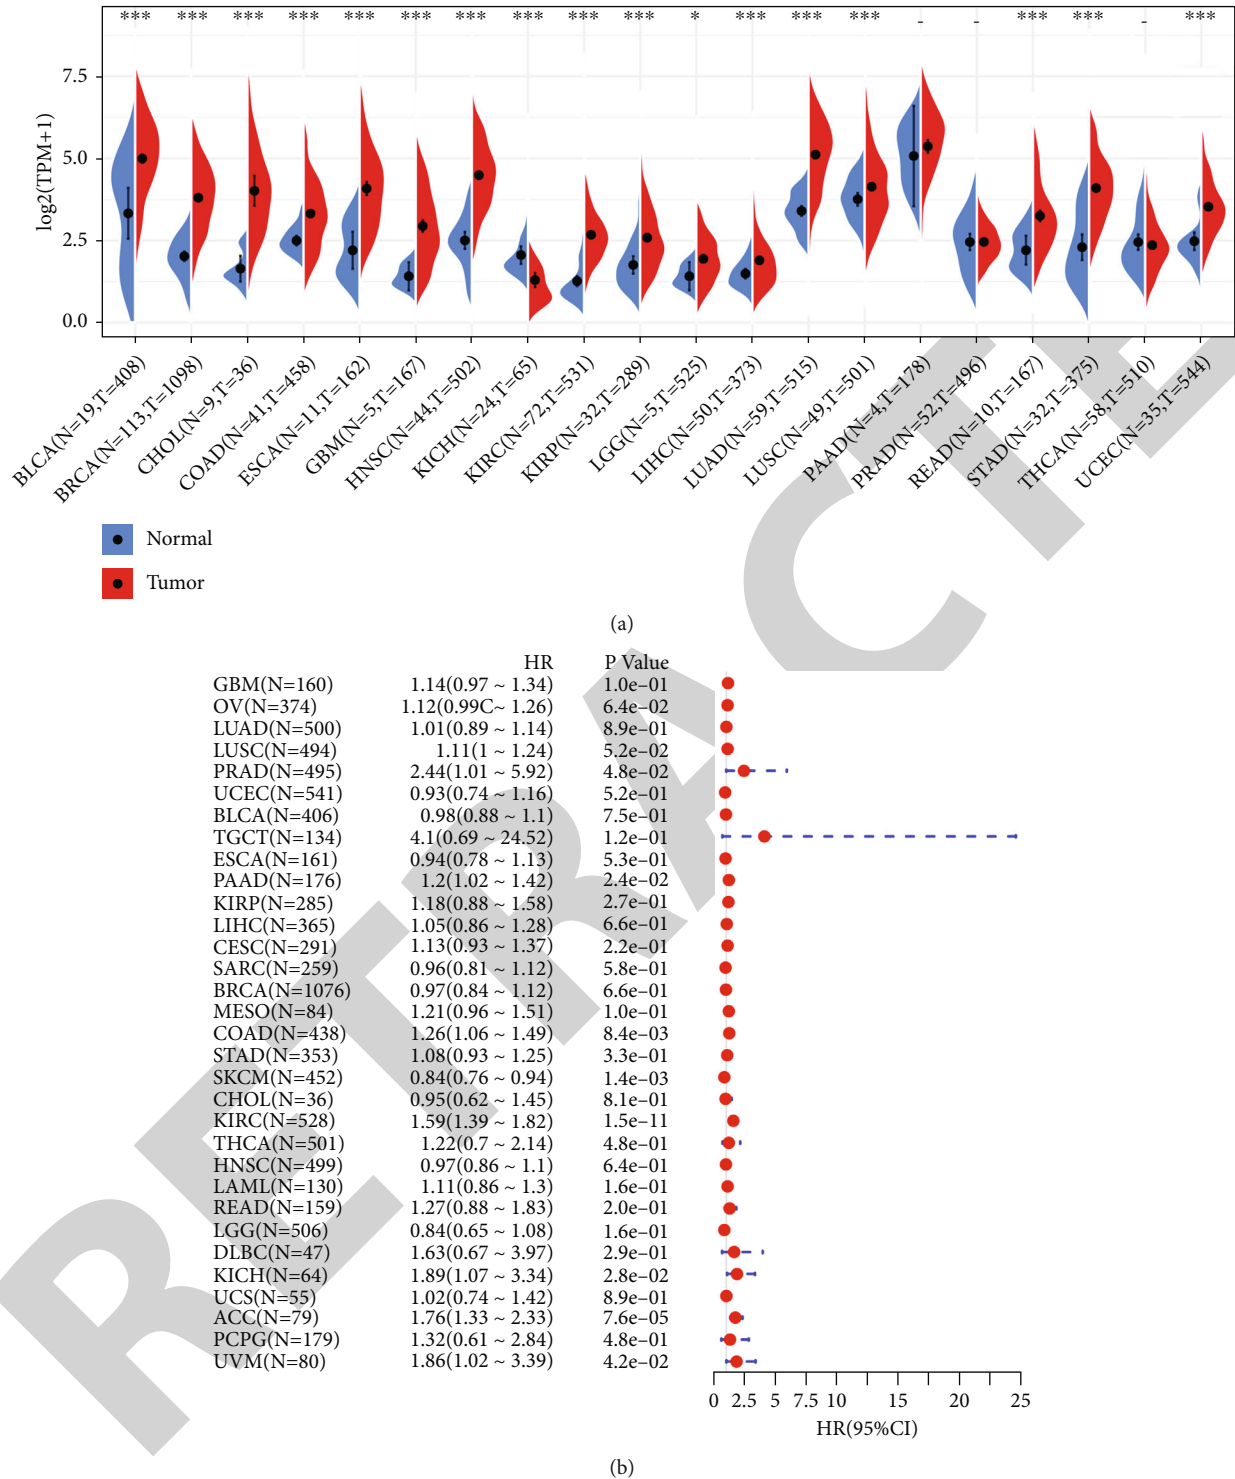 *** *** *** *** *** *** *** *** *** *** * *** *** *** - - *** *** - ***
log2(TPM+1)
7.5
5.0
2.5
0.0
BLCA(N=19,T=408)
BRCA(N=113,T=1098)
CHOL(N=9,T=36)
COAD(N=41,T=458)
ESCA(N=11,T=162)
GBM(N=5,T=167)
HNSC(N=44,T=502)
KICH(N=24,T=65)
KIRC(N=72,T=531)
KIRP(N=32,T=289)
LGG(N=5,T=525)
LIHC(N=50,T=373)
LUAD(N=59,T=515)
LUSC(N=49,T=501)
PAAD(N=4,T=178)
PRAD(N=52,T=496)
READ(N=10,T=167)
STAD(N=32,T=375)
THCA(N=58,T=510)
UCEC(N=35,T=544)
Normal
Tumor
(a)
HR P Value
GBM(N=160) 1.14(0.97 ~ 1.34) 1.0e–01
OV(N=374) 1.12(0.99C~ 1.26) 6.4e–02
LUAD(N=500) 1.01(0.89 ~ 1.14) 8.9e–01
LUSC(N=494) 1.11(1 ~ 1.24) 5.2e–02
PRAD(N=495) 2.44(1.01 ~ 5.92) 4.8e–02
UCEC(N=541) 0.93(0.74 ~ 1.16) 5.2e–01
BLCA(N=406) 0.98(0.88 ~ 1.1) 7.5e–01
TGCT(N=134) 4.1(0.69 ~ 24.52) 1.2e–01
ESCA(N=161) 0.94(0.78 ~ 1.13) 5.3e–01
PAAD(N=176) 1.2(1.02 ~ 1.42) 2.4e–02
KIRP(N=285) 1.18(0.88 ~ 1.58) 2.7e–01
LIHC(N=365) 1.05(0.86 ~ 1.28) 6.6e–01
CESC(N=291) 1.13(0.93 ~ 1.37) 2.2e–01
SARC(N=259) 0.96(0.81 ~ 1.12) 5.8e–01
BRCA(N=1076) 0.97(0.84 ~ 1.12) 6.6e–01
MESO(N=84) 1.21(0.96 ~ 1.51) 1.0e–01
COAD(N=438) 1.26(1.06 ~ 1.49) 8.4e–03
STAD(N=353) 1.08(0.93 ~ 1.25) 3.3e–01
SKCM(N=452) 0.84(0.76 ~ 0.94) 1.4e–03
CHOL(N=36) 0.95(0.62 ~ 1.45) 8.1e–01
KIRC(N=528) 1.59(1.39 ~ 1.82) 1.5e–11
THCA(N=501) 1.22(0.7 ~ 2.14) 4.8e–01
HNSC(N=499) 0.97(0.86 ~ 1.1) 6.4e–01
LAML(N=130) 1.11(0.86 ~ 1.3) 1.6e–01
READ(N=159) 1.27(0.88 ~ 1.83) 2.0e–01
LGG(N=506) 0.84(0.65 ~ 1.08) 1.6e–01
DLBC(N=47) 1.63(0.67 ~ 3.97) 2.9e–01
KICH(N=64) 1.89(1.07 ~ 3.34) 2.8e–02
UCS(N=55) 1.02(0.74 ~ 1.42) 8.9e–01
ACC(N=79) 1.76(1.33 ~ 2.33) 7.6e–05
PCPG(N=179) 1.32(0.61 ~ 2.84) 4.8e–01
UVM(N=80) 1.86(1.02 ~ 3.39) 4.2e–02
0 2.5 5 7.5 10 15 20 25
HR(95%CI)
(b)
RETRACTE